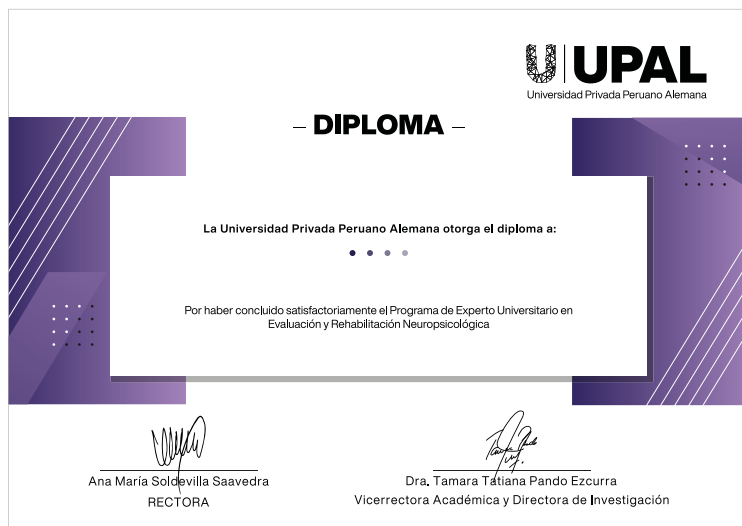 UPAL
Universidad Privada Peruano Alemana
– DIPLOMA –
La Universidad Privada Peruano Alemana otorga el diploma a:
Por haber concluido satisfactoriamente el Programa de Experto Universitario en
Evaluación y Rehabilitación Neuropsicológica
Ana María Soldevilla Saavedra
RECTORA
Dra. Tamara Tatiana Pando Ezcurra
Vicerrectora Académica y Directora de Investigación